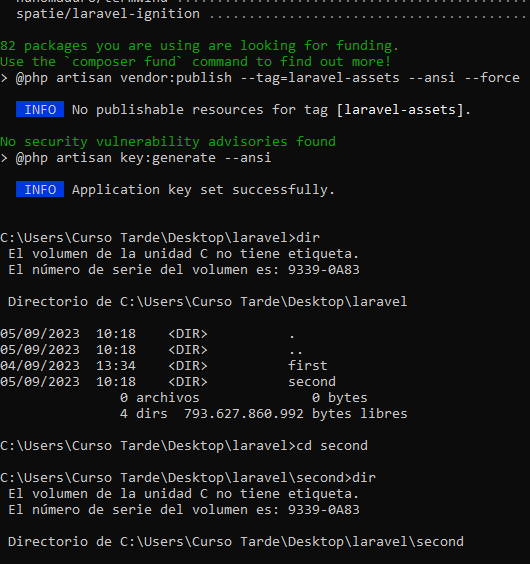 spatie/laravel-ignition ........................................
82 packages you are using are looking for funding.
Use the `composer fund` command to find out more!
> @php artisan vendor:publish --tag=laravel-assets --ansi --force
INFO  No publishable resources for tag [laravel-assets].
No security vulnerability advisories found
> @php artisan key:generate --ansi
INFO  Application key set successfully.
C:\Users\Curso Tarde\Desktop\laravel>dir
El volumen de la unidad C no tiene etiqueta.
El número de serie del volumen es: 9339-0A83
Directorio de C:\Users\Curso Tarde\Desktop\laravel
05/09/2023  10:18    <DIR>          .
05/09/2023  10:18    <DIR>          ..
04/09/2023  13:34    <DIR>          first
05/09/2023  10:18    <DIR>          second
0 archivos              0 bytes
4 dirs  793.627.860.992 bytes libres
C:\Users\Curso Tarde\Desktop\laravel>cd second
C:\Users\Curso Tarde\Desktop\laravel\second>dir
El volumen de la unidad C no tiene etiqueta.
El número de serie del volumen es: 9339-0A83
Directorio de C:\Users\Curso Tarde\Desktop\laravel\second